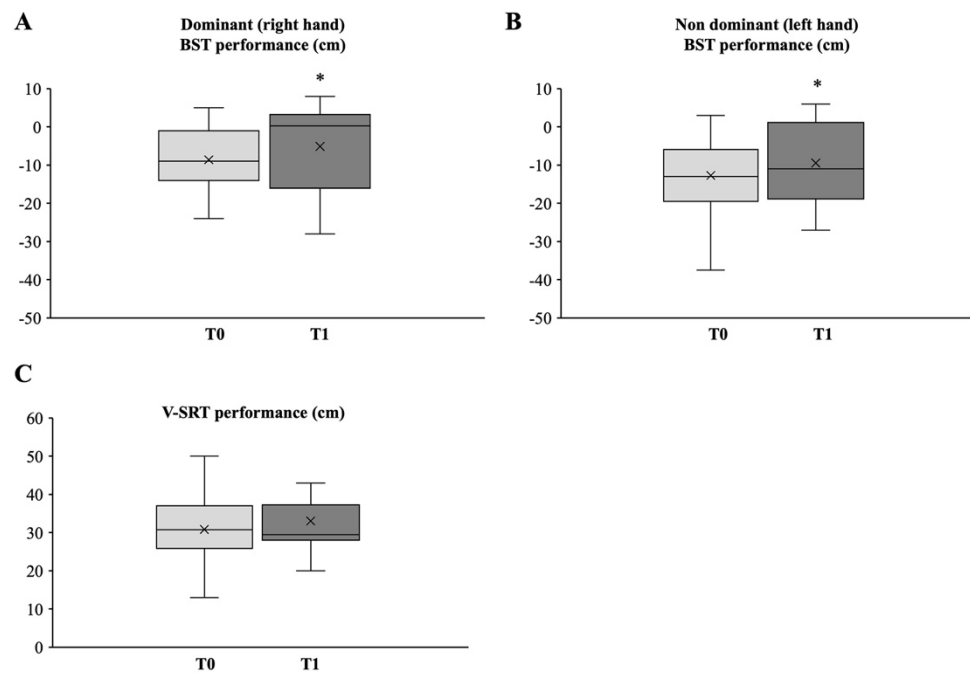 A
Dominant (right hand)
BST performance (cm)
*
10
0
-10
-20
-30
-40
-50
T0
T1
B
Non dominant (left hand)
BST performance (cm)
*
10
0
-10
-20
-30
-40
-50
T0
T1
C
V-SRT performance (cm)
60
50
40
30
20
10
0
T0
T1